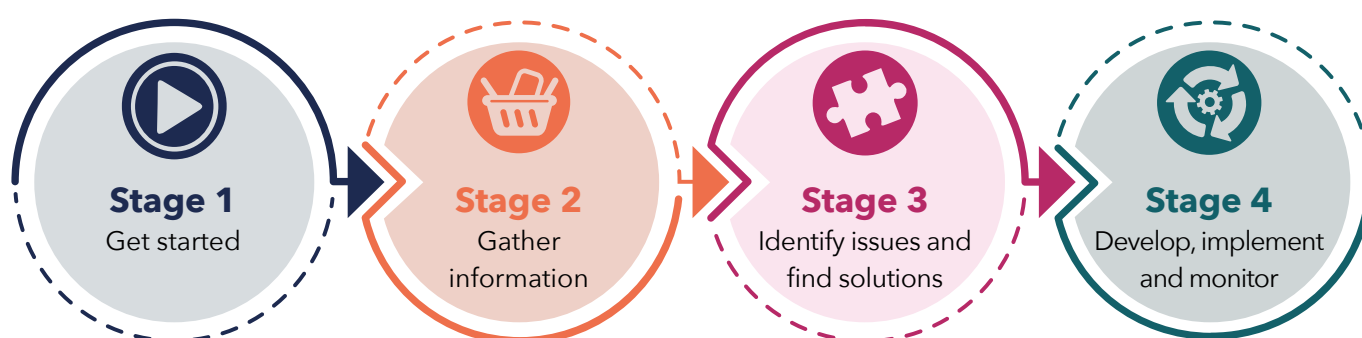 Stage 1
Get started
Stage 2
Gather
information
Stage 3
Identify issues and
find solutions
Stage 4
Develop, implement
and monitor